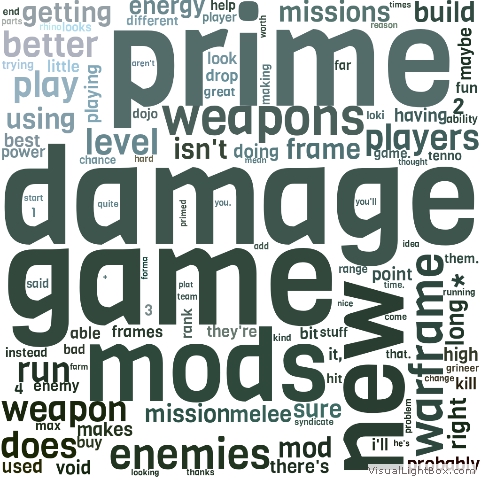 end
getting
energy
help
missions
times
build
parts
different
player
reason
rhino
looks
better
prime
worth
maybe
trying
little
aren't
look
far
play
playing
drop
making
fun
great
2
using
dojo
weapons
loki
having
ability
best
level
isn't
doing
frame
players
power
chance
hard
mean
game.
thought
tenno
damage
start
1
quite
primed
you.
you'll
add
idea
game
said
*
forma
3
plat
team
rank
range
point
them.
time.
nice
new
come
warframe
running
long
*
able
frames
they're
kind
bit
stuff
instead
bad
mods
it,
that.
high
run
farm
hit
grineer
change
kill
4
enemy
weapon
mission
melee
sure
syndicate
problem
right
max
makes
does
buy
enemies
mod
i'll
he's
used
void
looking
thanks
there's
probably
VisualLightBox.com